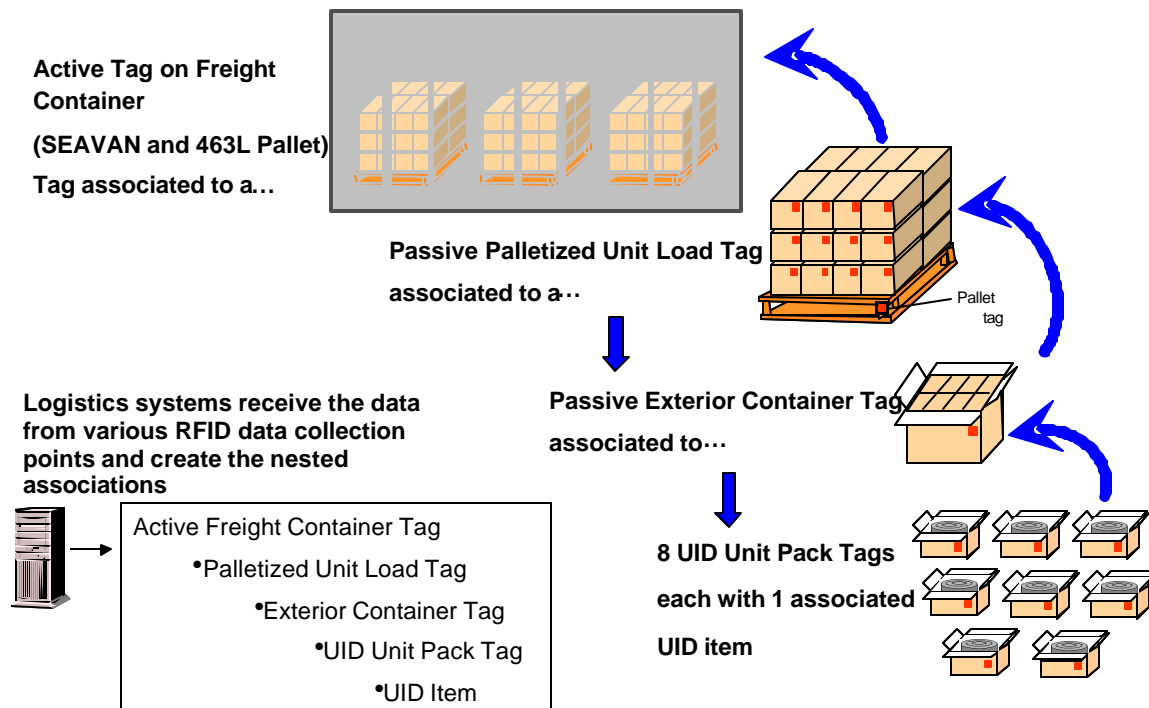 Active Tag on Freight
Container
(SEAVAN and 463L Pallet)
Tag associated to a…
Passive Palletized Unit Load Tag
associated to a…
Pallet
tag
Passive Exterior Container Tag
associated to…
Logistics systems receive the data
from various RFID data collection
points and create the nested
associations
Active Freight Container Tag
•Palletized Unit Load Tag
•Exterior Container Tag
•UID Unit Pack Tag
•UID Item
8 UID Unit Pack Tags
each with 1 associated
UID item